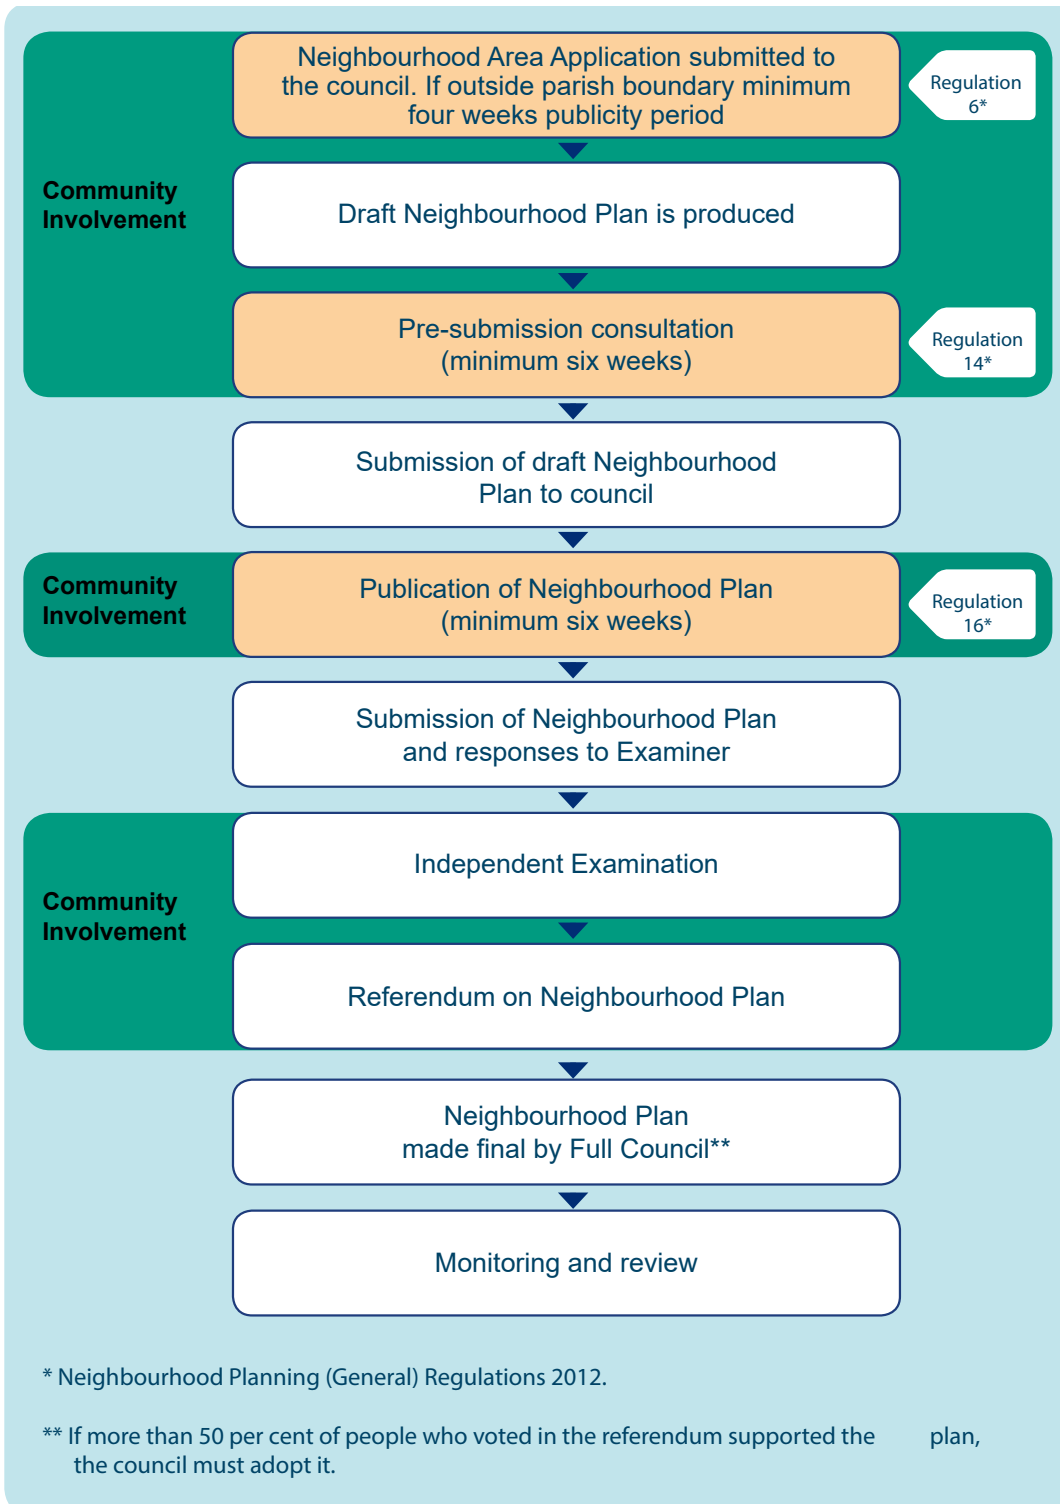 Neighbourhood Area Application submitted to
the council. If outside parish boundary minimum
four weeks publicity period
Regulation
6*
Community
Involvement
Draft Neighbourhood Plan is produced
Pre-submission consultation
(minimum six weeks)
Regulation
14*
Submission of draft Neighbourhood
Plan to council
Community
Involvement
Publication of Neighbourhood Plan
(minimum six weeks)
Regulation
16*
Submission of Neighbourhood Plan
and responses to Examiner
Independent Examination
Community
Involvement
Referendum on Neighbourhood Plan
Neighbourhood Plan
made final by Full Council**
Monitoring and review
* Neighbourhood Planning (General) Regulations 2012.
** If more than 50 per cent of people who voted in the referendum supported the plan,
the council must adopt it.